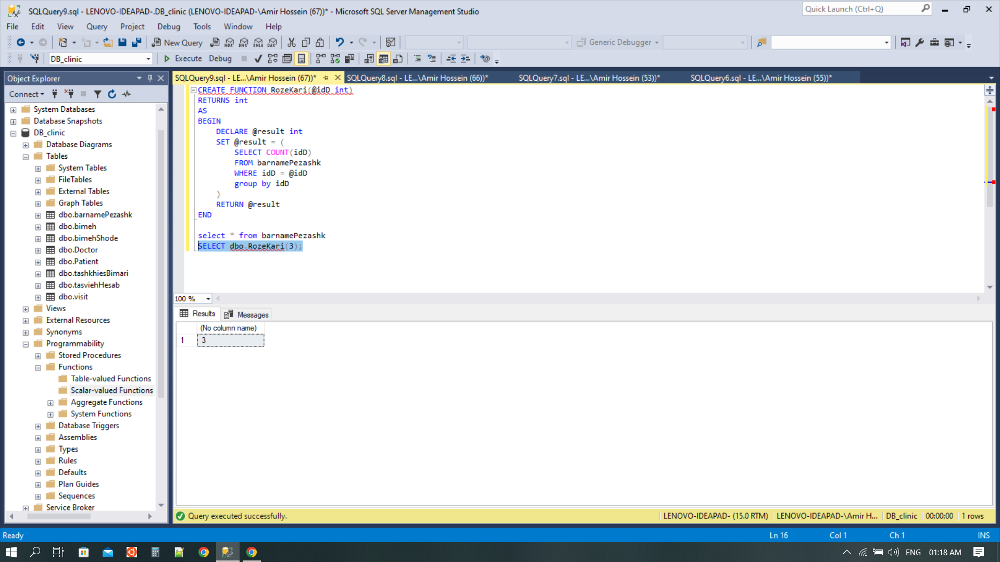 SQLQuery9.sql - LENOVO-IDEAPAD-.DB_clinic (LENOVO-IDEAPAD-\Amir Hossein (67))* - Microsoft SQL Server Management Studio
Quick Launch (Ctrl+Q)
File Edit View Query Project Debug Tools Window Help
New Query MDX DMX XMLA DAX Generic Debugger
DB_clinic Execute Debug
Object Explorer
Connect
System Databases
Database Snapshots
DB_clinic
Database Diagrams
Tables
System Tables
FileTables
External Tables
Graph Tables
dbo.barnamePezashk
dbo.bimeh
dbo.bimehShode
dbo.Doctor
dbo.Patient
dbo.tashkhiesBimari
dbo.tasviehHesab
dbo.visit
Views
External Resources
Synonyms
Programmability
Stored Procedures
Functions
Table-valued Functions
Scalar-valued Functions
Aggregate Functions
System Functions
Database Triggers
Assemblies
Types
Rules
Defaults
Plan Guides
Sequences
Service Broker
SQLQuery9.sql - LE...\Amir Hossein (67))* SQLQuery8.sql - LE...\Amir Hossein (66))* SQLQuery7.sql - LE...\Amir Hossein (53))* SQLQuery6.sql - LE...\Amir Hossein (55))*
CREATE FUNCTION RozeKari(@idD int)
RETURNS int
AS
BEGIN
DECLARE @result int
SET @result = (
SELECT COUNT(idD)
FROM barnamePezashk
WHERE idD = @idD
group by idD
)
RETURN @result
END
select * from barnamePezashk
SELECT dbo.RozeKari(3);
100 %
Results Messages
(No column name)
1 3
Query executed successfully. LENOVO-IDEAPAD- (15.0 RTM) LENOVO-IDEAPAD-\Amir H... DB_clinic 00:00:00 1 rows
Ready Ln 16 Col 1 Ch 1 INS
ENG 01:18 AM